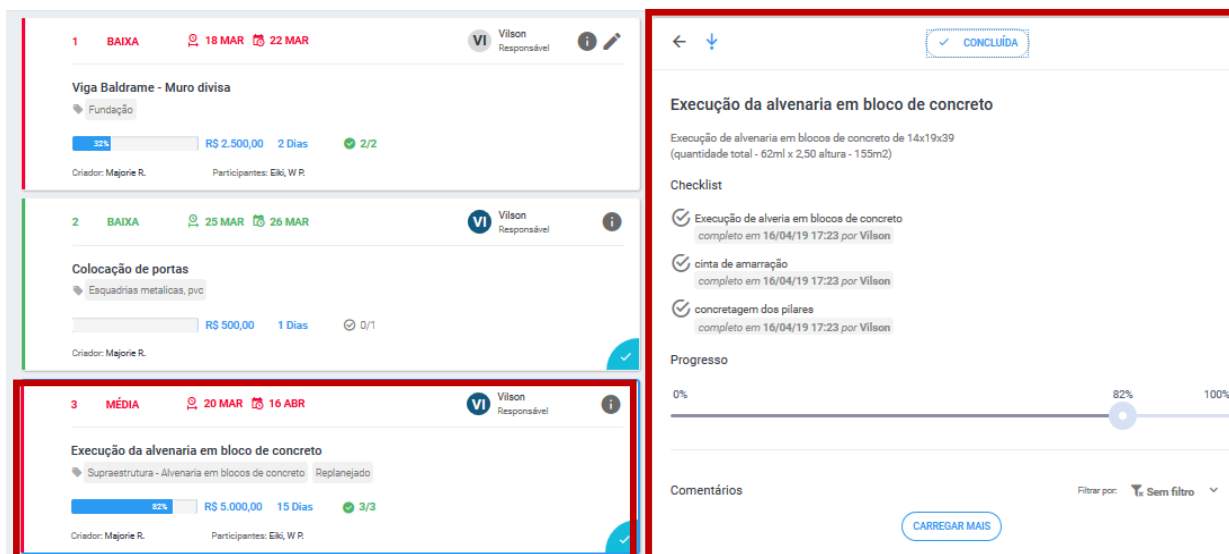 1 BAIXA 18 MAR 22 MAR VI Vilson
Responsável
Viga Baldrame - Muro divisa
Fundação
32% R$ 2.500,00 2 Dias 2/2
Criador: Majorie R. Participantes: Eiki, W P.
2 BAIXA 25 MAR 26 MAR VI Vilson
Responsável
Colocação de portas
Esquadrias metalicas, pvc
R$ 500,00 1 Dias 0/1
Criador: Majorie R.
3 MÉDIA 20 MAR 16 ABR VI Vilson
Responsável
Execução da alvenaria em bloco de concreto
Supraestrutura - Alvenaria em blocos de concreto Replanejado
82% R$ 5.000,00 15 Dias 3/3
Criador: Majorie R. Participantes: Eiki, W P.
CONCLUÍDA
Execução da alvenaria em bloco de concreto
Execução de alvenaria em blocos de concreto de 14x19x39
(quantidade total - 62ml x 2,50 altura - 155m2)
Checklist
Execução de alveria em blocos de concreto
completo em 16/04/19 17:23 por Vilson
cinta de amarração
completo em 16/04/19 17:23 por Vilson
concretagem dos pilares
completo em 16/04/19 17:23 por Vilson
Progresso
0% 82% 100%
Comentários Filtrar por: Sem filtro
CARREGAR MAIS